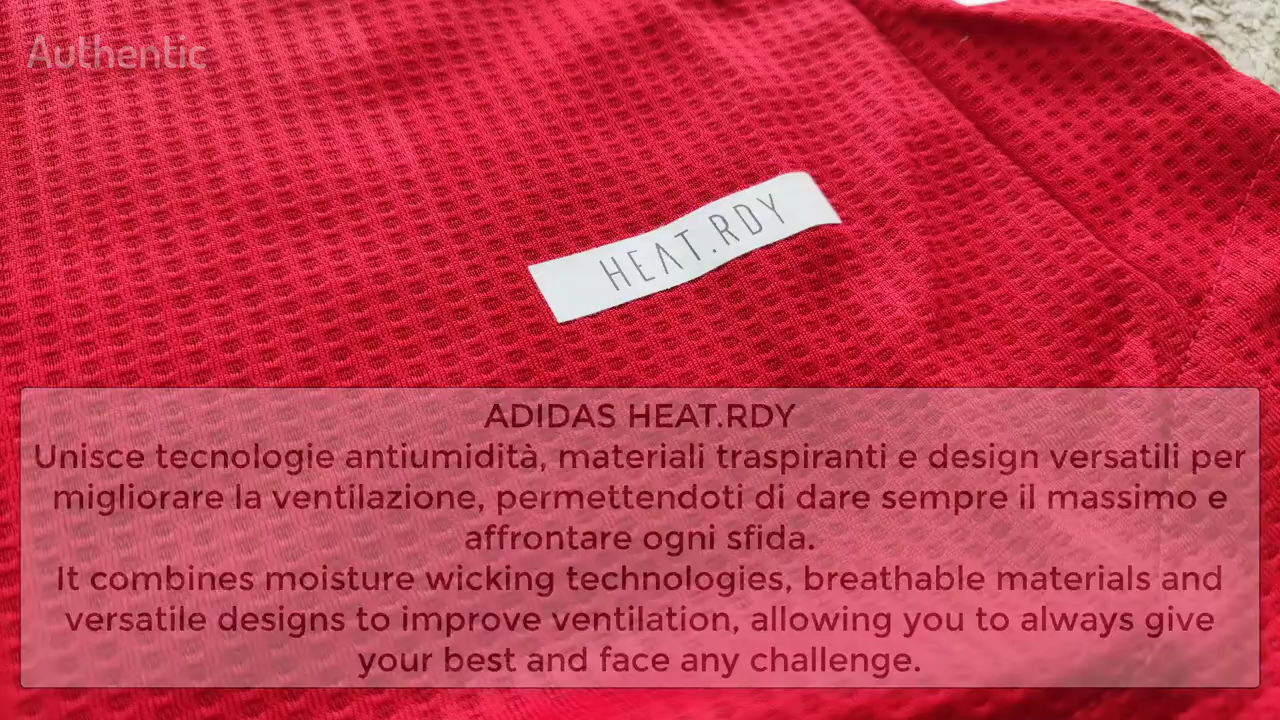 Authentic
HEAT.RDY
ADIDAS HEAT.RDY
Unisce tecnologie antiumidità, materiali traspiranti e design versatili per
migliorare la ventilazione, permettendoti di dare sempre il massimo e
affrontare ogni sfida.
It combines moisture wicking technologies, breathable materials and
versatile designs to improve ventilation, allowing you to always give
your best and face any challenge.